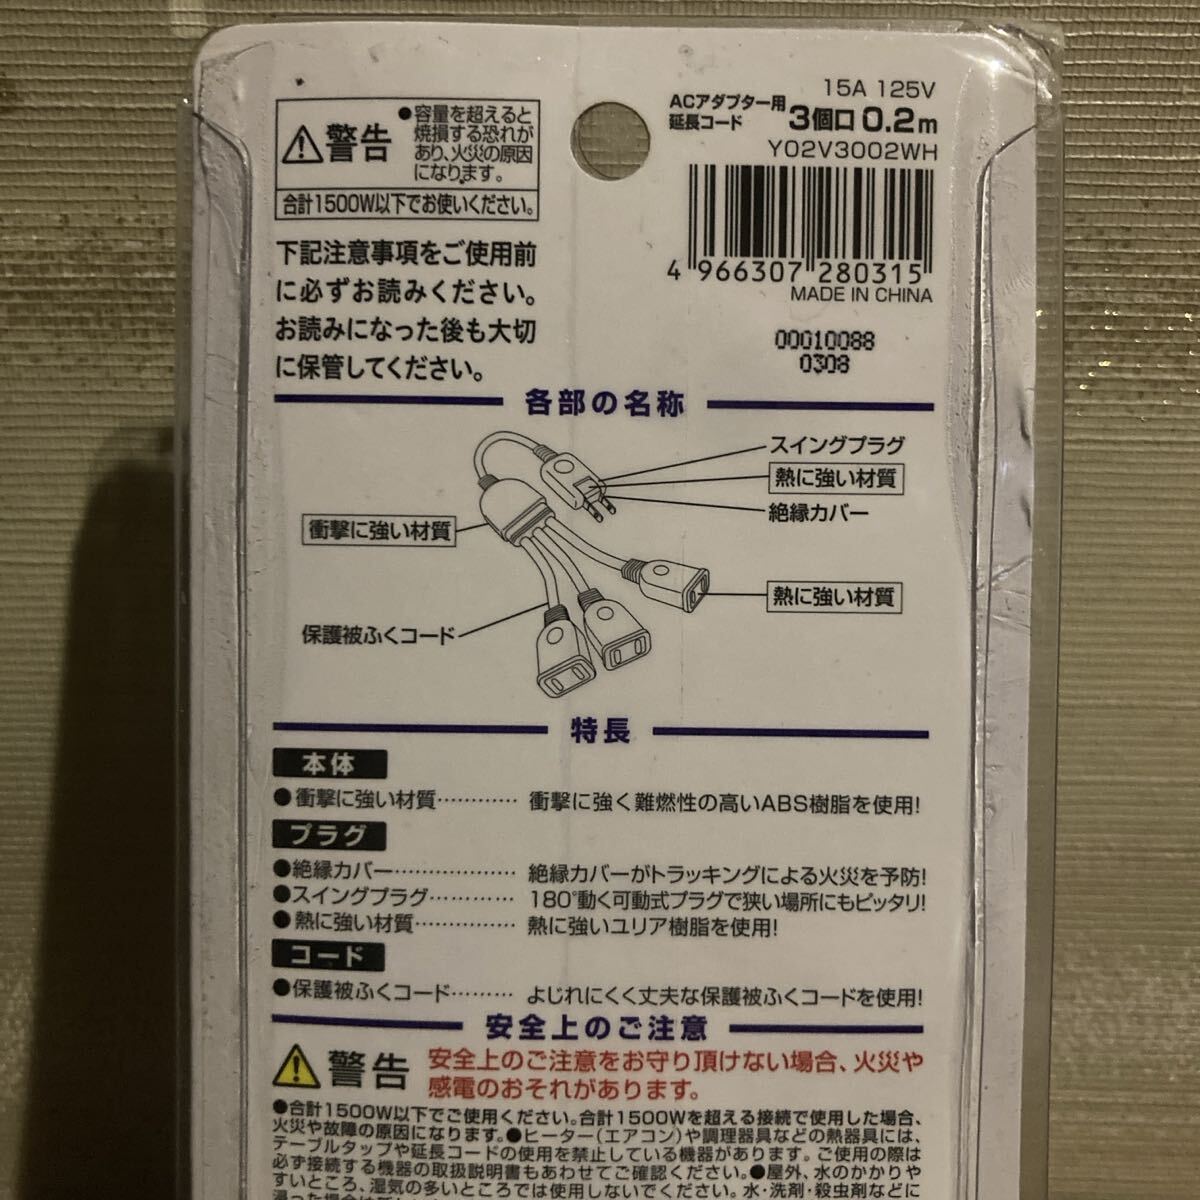 警告
●容量を超えると
焼損する恐れが
あり、火災の原因
になります。
合計1500W以下でお使いください。
下記注意事項をご使用前
に必ずお読みください。
お読みになった後も大切
に保管してください。
15A 125V
ACアダプター用
延長コード
3個口 0.2m
Y02V3002WH
4 966307 280315
MADE IN CHINA
00010088
0308
各部の名称
スイングプラグ
熱に強い材質
絶縁カバー
衝撃に強い材質
熱に強い材質
保護被ふくコード
特長
本体
●衝撃に強い材質………… 衝撃に強く難燃性の高いABS樹脂を使用!
プラグ
●絶縁カバー……………… 絶縁カバーがトラッキングによる火災を予防!
●スイングプラグ………… 180°動く可動式プラグで狭い場所にもピッタリ!
●熱に強い材質…………… 熱に強いユリア樹脂を使用!
コード
●保護被ふくコード……… よじれにくく丈夫な保護被ふくコードを使用!
安全上のご注意
警告
安全上のご注意をお守り頂けない場合、火災や
感電のおそれがあります。
●合計1500W以下でご使用ください。合計1500Wを超える接続で使用した場合、
火災や故障の原因になります。●ヒーター(エアコン)や調理器具などの熱器具には、
テーブルタップや延長コードの使用を禁止している機器があります。ご使用の際は
必ず接続する機器の取扱説明書もあわせてご確認ください。●屋外、水のかかりや
すいところ、湿気の多いところでは使用しないでください。水・洗剤・殺虫剤などに